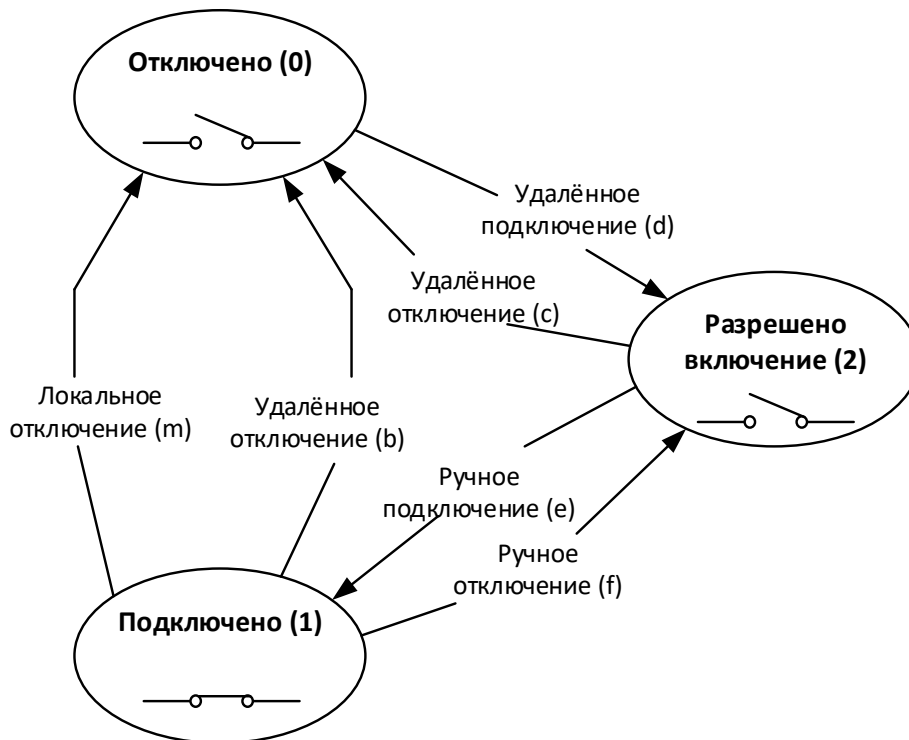 Отключено (0)
Удалённое
подключение (d)
Удалённое
отключение (c)
Разрешено
включение (2)
Локальное
отключение (m)
Удалённое
отключение (b)
Ручное
подключение (e)
Ручное
отключение (f)
Подключено (1)